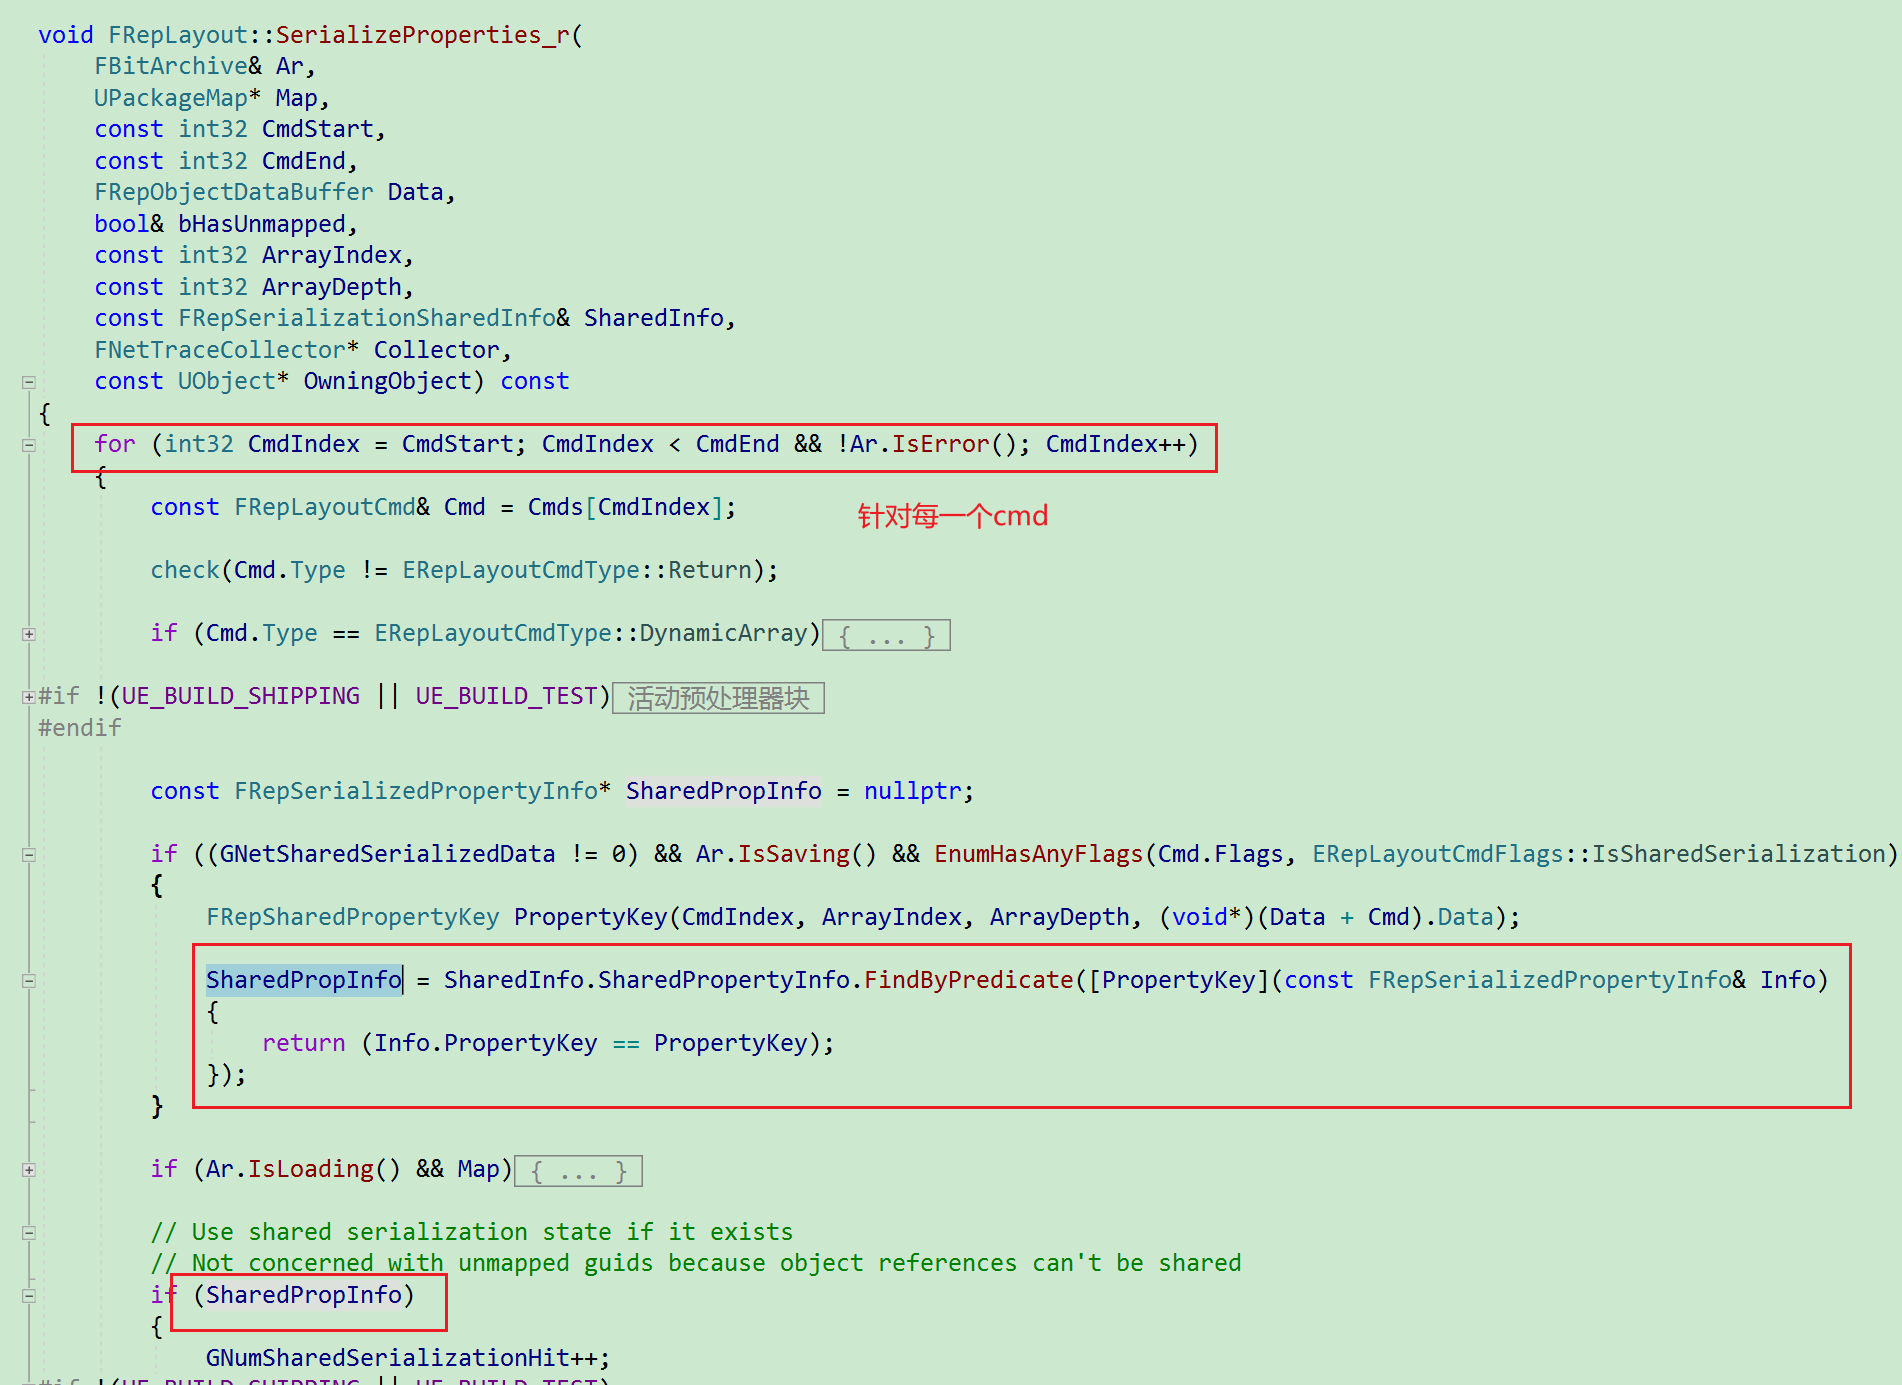 void FRepLayout::SerializeProperties_r(
    FBitArchive& Ar,
    UPackageMap* Map,
    const int32 CmdStart,
    const int32 CmdEnd,
    FRepObjectDataBuffer Data,
    bool& bHasUnmapped,
    const int32 ArrayIndex,
    const int32 ArrayDepth,
    const FRepSerializationSharedInfo& SharedInfo,
    FNetTraceCollector* Collector,
    const UObject* OwningObject) const
{
    for (int32 CmdIndex = CmdStart; CmdIndex < CmdEnd && !Ar.IsError(); CmdIndex++)
    {
        const FRepLayoutCmd& Cmd = Cmds[CmdIndex];
针对每一个cmd
        check(Cmd.Type != ERepLayoutCmdType::Return);
        if (Cmd.Type == ERepLayoutCmdType::DynamicArray){ ... }
#if !(UE_BUILD_SHIPPING || UE_BUILD_TEST)活动预处理器块
#endif
        const FRepSerializedPropertyInfo* SharedPropInfo = nullptr;
        if ((GNetSharedSerializedData != 0) && Ar.IsSaving() && EnumHasAnyFlags(Cmd.Flags, ERepLayoutCmdFlags::IsSharedSerialization)
        {
            FRepSharedPropertyKey PropertyKey(CmdIndex, ArrayIndex, ArrayDepth, (void*)(Data + Cmd).Data);
            SharedPropInfo = SharedInfo.SharedPropertyInfo.FindByPredicate([PropertyKey](const FRepSerializedPropertyInfo& Info)
            {
                return (Info.PropertyKey == PropertyKey);
            });
        }
        if (Ar.IsLoading() && Map){ ... }
        // Use shared serialization state if it exists
        // Not concerned with unmapped guids because object references can't be shared
        if (SharedPropInfo)
        {
            GNumSharedSerializationHit++;
#if !(UE_BUILD_SHIPPING || UE_BUILD_TEST)